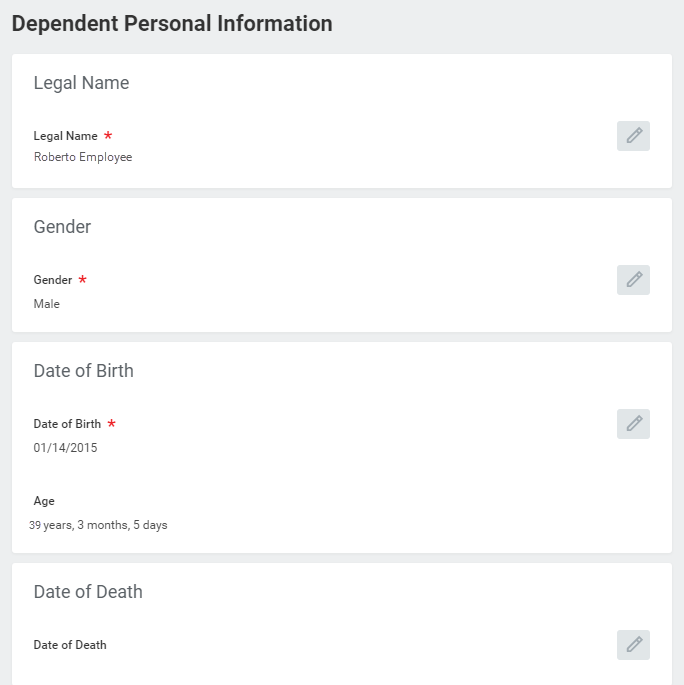 Dependent Personal Information
Legal Name
Legal Name *
Roberto Employee
Gender
Gender *
Male
Date of Birth
Date of Birth *
01/14/2015
Age
39 years, 3 months, 5 days
Date of Death
Date of Death